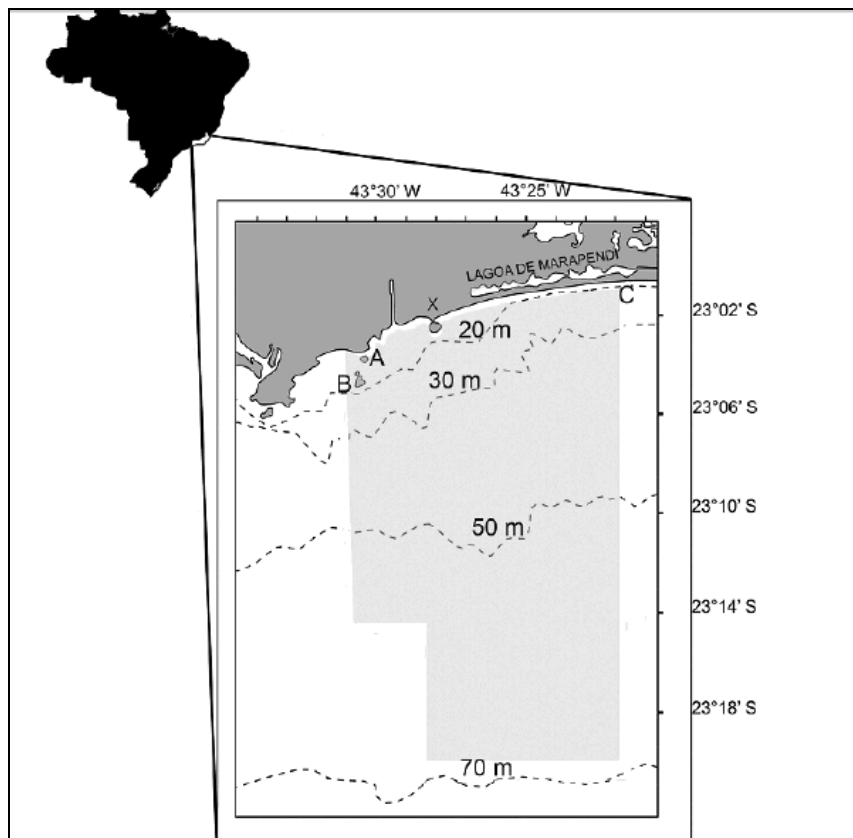 43°30' W 43°25' W
LAGOA DE MARAPENDI
X
C
23°02' S
20 m
A
30 m
B
23°06' S
23°10' S
50 m
23°14' S
23°18' S
70 m